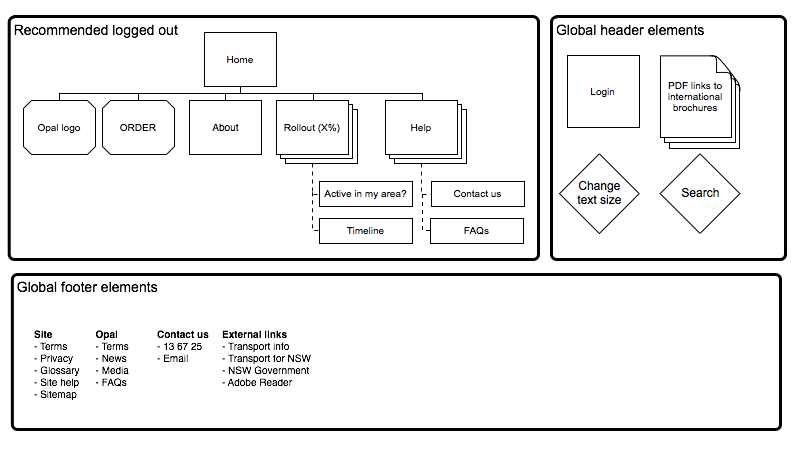 Recommended logged out
Home
Opal logo
ORDER
About
Rollout (X%)
Help
Active in my area?
Timeline
Contact us
FAQs
Global header elements
Login
PDF links to
international
brochures
Change
text size
Search
Global footer elements
Site
- Terms
- Privacy
- Glossary
- Site help
- Sitemap
Opal
- Terms
- News
- Media
- FAQs
Contact us
- 13 67 25
- Email
External links
- Transport info
- Transport for NSW
- NSW Government
- Adobe Reader